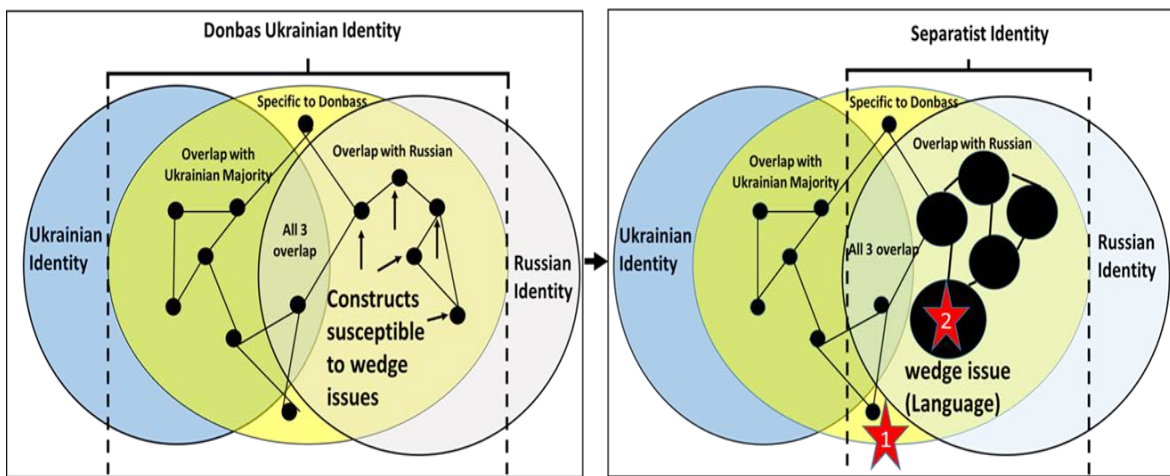 Donbas Ukrainian Identity
Specific to Donbass
Overlap with
Ukrainian Majority
Overlap with Russian
All 3
overlap
Ukrainian
Identity
Russian
Identity
Constructs
susceptible
to wedge
issues
Separatist Identity
Specific to Donbass
Overlap with
Ukrainian Majority
Overlap with Russian
All 3 overlap
Ukrainian
Identity
Russian
Identity
2
wedge issue
(Language)
1